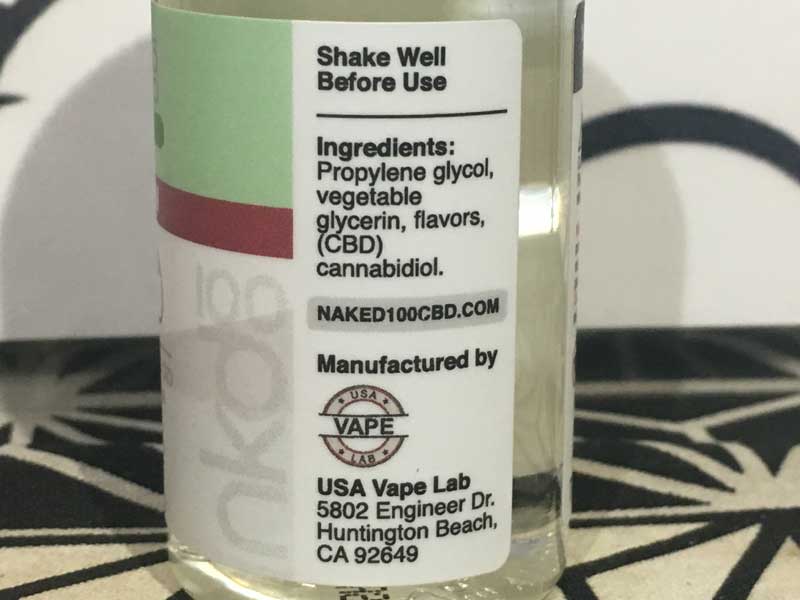 Shake Well
Before Use
Ingredients:
Propylene glycol,
vegetable
glycerin, flavors,
(CBD)
cannabidiol.
NAKED100CBD.COM
Manufactured by
USA
VAPE
LAB
USA Vape Lab
5802 Engineer Dr.
Huntington Beach,
CA 92649
nkd